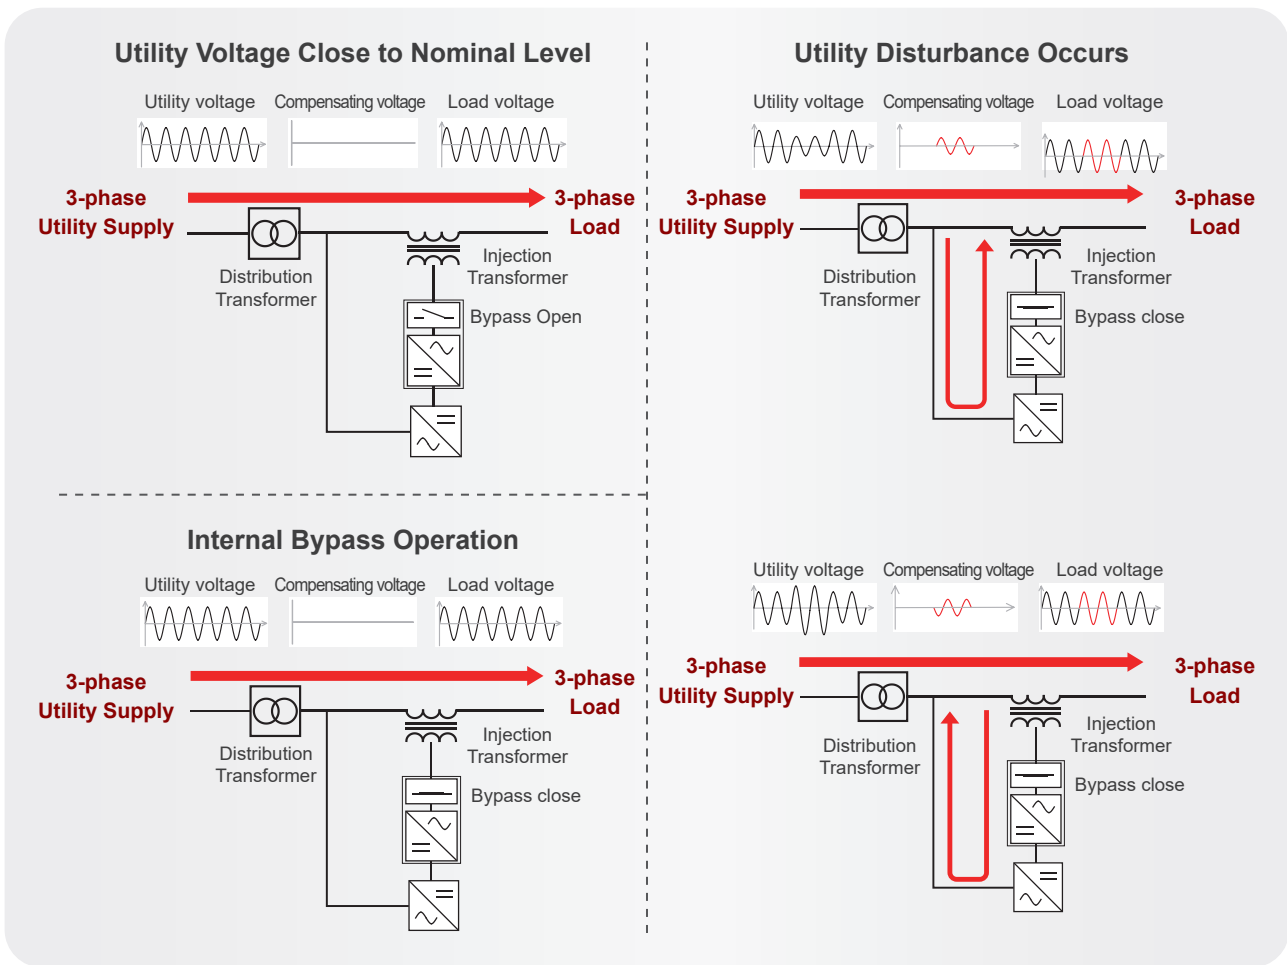 Utility Voltage Close to Nominal Level
Utility voltage
Compensating voltage
Load voltage
3-phase
Utility Supply
3-phase
Load
Distribution
Transformer
Injection
Transformer
Bypass Open
Utility Disturbance Occurs
Utility voltage
Compensating voltage
Load voltage
3-phase
Utility Supply
3-phase
Load
Distribution
Transformer
Injection
Transformer
Bypass close
Internal Bypass Operation
Utility voltage
Compensating voltage
Load voltage
3-phase
Utility Supply
3-phase
Load
Distribution
Transformer
Injection
Transformer
Bypass close
Utility voltage
Compensating voltage
Load voltage
3-phase
Utility Supply
3-phase
Load
Distribution
Transformer
Injection
Transformer
Bypass close